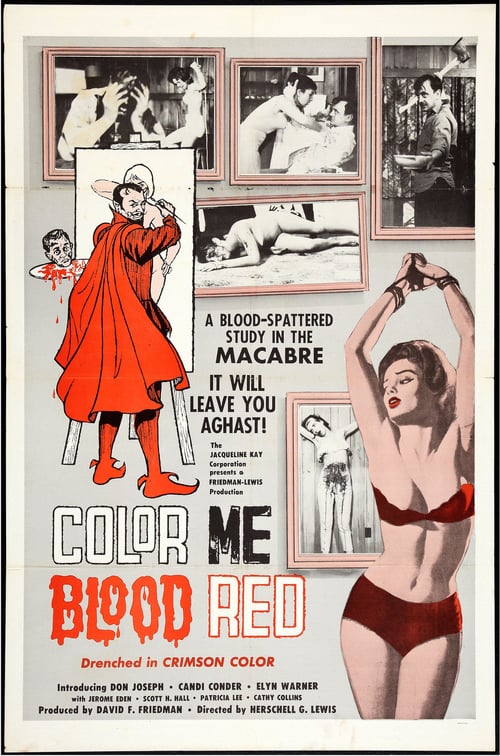 A BLOOD-SPATTERED
STUDY IN THE
MACABRE
IT WILL
LEAVE YOU
AGHAST!
The
JACQUELINE KAY
Corporation
presents a
FRIEDMAN-LEWIS
Production
COLOR ME
BLOOD RED
Drenched in CRIMSON COLOR
Introducing DON JOSEPH • CANDI CONDER • ELYN WARNER
with JEROME EDEN • SCOTT H. HALL • PATRICIA LEE • CATHY COLLINS
Produced by DAVID F. FRIEDMAN • Directed by HERSCHELL G. LEWIS